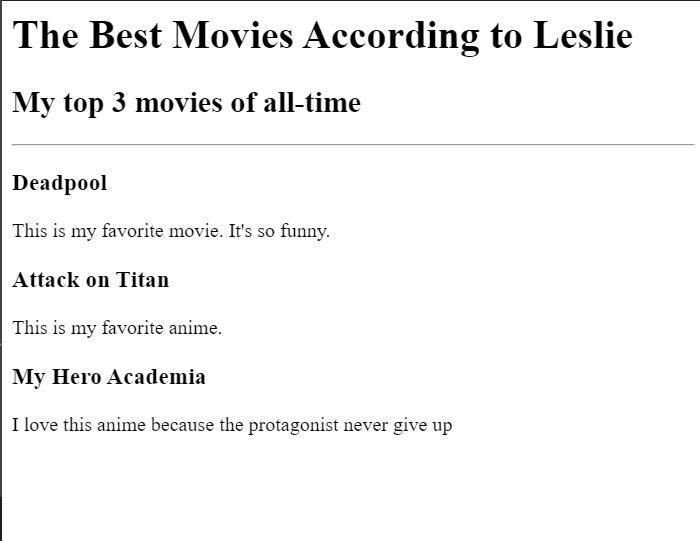 The Best Movies According to Leslie
My top 3 movies of all-time
Deadpool
This is my favorite movie. It's so funny.
Attack on Titan
This is my favorite anime.
My Hero Academia
I love this anime because the protagonist never give up